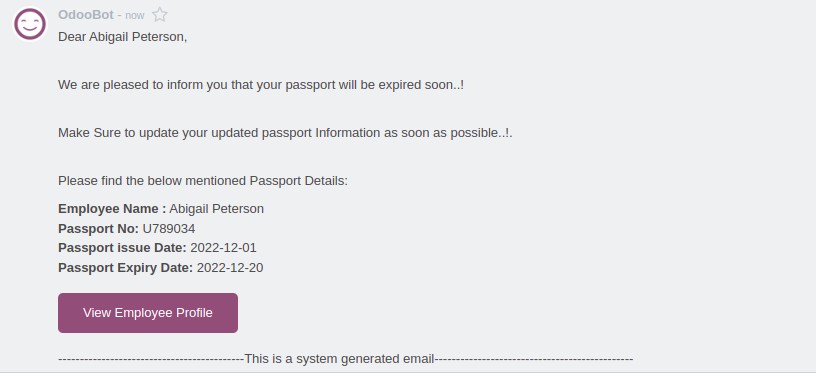 OdooBot - now
Dear Abigail Peterson,
We are pleased to inform you that your passport will be expired soon..!
Make Sure to update your updated passport Information as soon as possible..!.
Please find the below mentioned Passport Details:
Employee Name : Abigail Peterson
Passport No: U789034
Passport issue Date: 2022-12-01
Passport Expiry Date: 2022-12-20
View Employee Profile
-------------------------------------------This is a system generated email----------------------------------------------